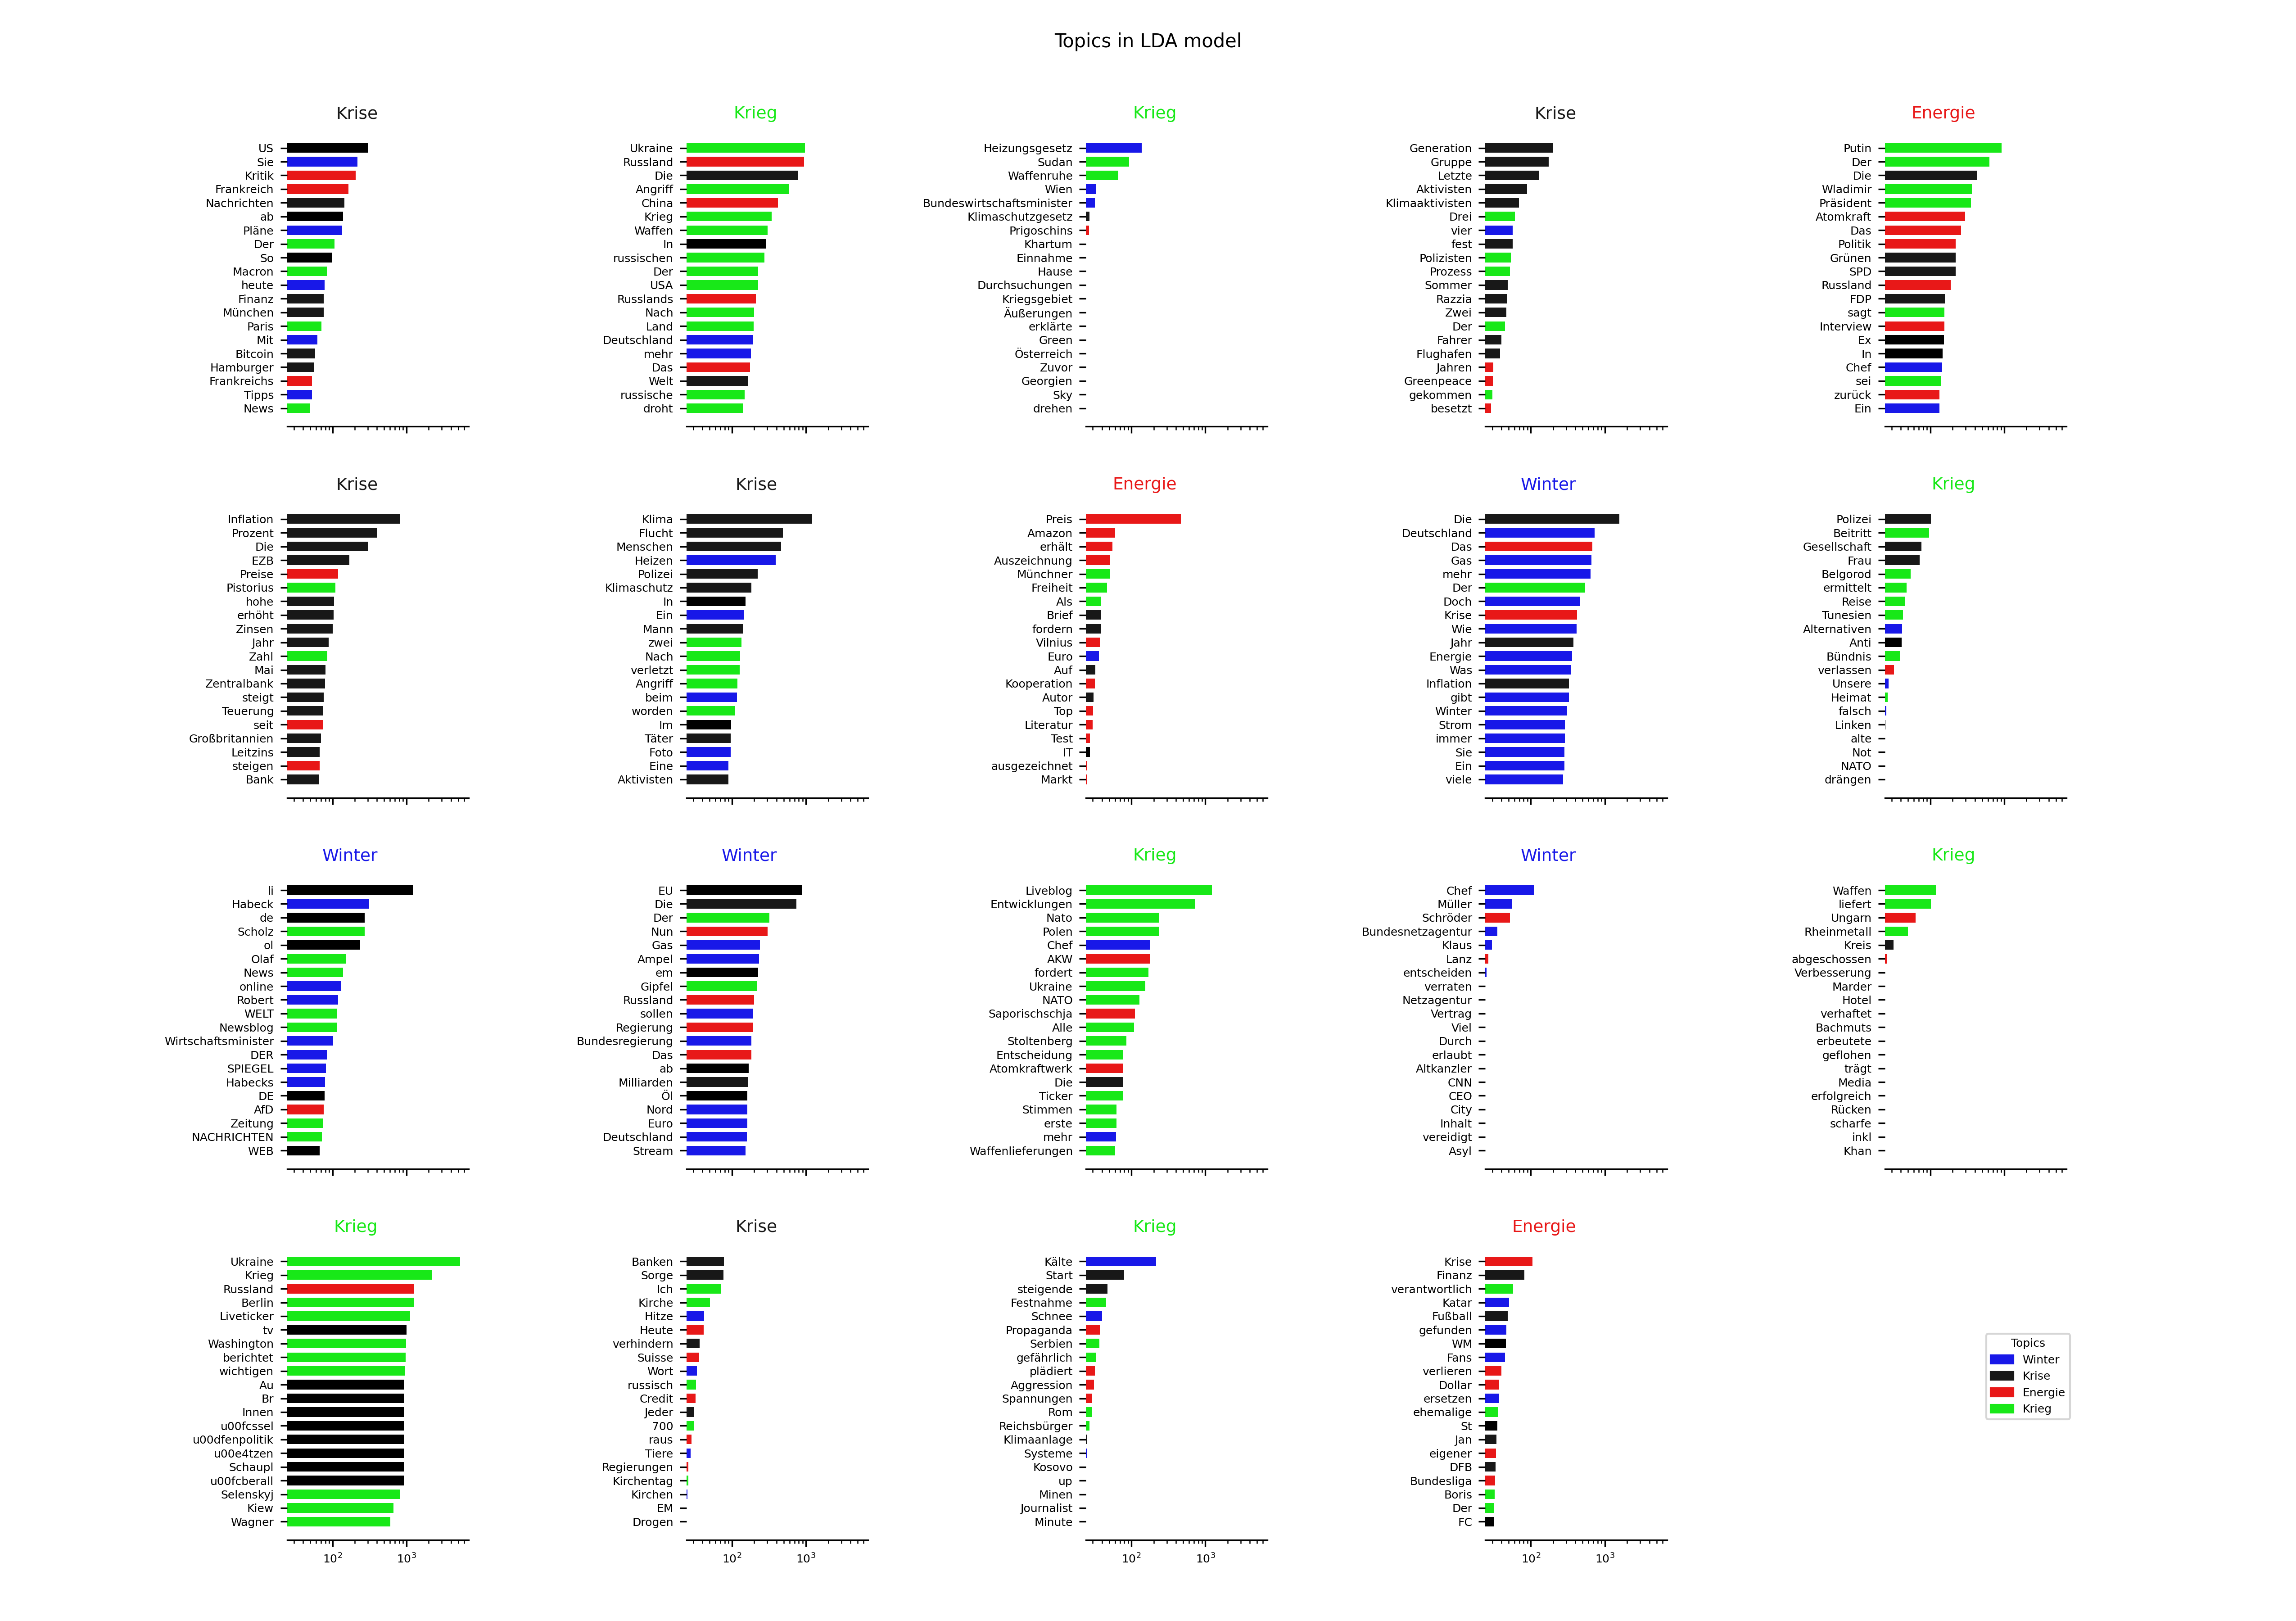 Topics in LDA model
Krise
US
Sie
Kritik
Frankreich
Nachrichten
ab
Pläne
Der
So
Macron
heute
Finanz
München
Paris
Mit
Bitcoin
Hamburger
Frankreichs
Tipps
News
Krieg
Ukraine
Russland
Die
Angriff
China
Krieg
Waffen
In
russischen
Der
USA
Russlands
Nach
Land
Deutschland
mehr
Das
Welt
russische
droht
Krieg
Heizungsgesetz
Sudan
Waffenruhe
Wien
Bundeswirtschaftsminister
Klimaschutzgesetz
Prigoschins
Khartum
Einnahme
Hause
Durchsuchungen
Kriegsgebiet
Äußerungen
erklärte
Green
Österreich
Zuvor
Georgien
Sky
drehen
Krise
Generation
Gruppe
Letzte
Aktivisten
Klimaaktivisten
Drei
vier
fest
Polizisten
Prozess
Sommer
Razzia
Zwei
Der
Fahrer
Flughafen
Jahren
Greenpeace
gekommen
besetzt
Energie
Putin
Der
Die
Wladimir
Präsident
Atomkraft
Das
Politik
Grünen
SPD
Russland
FDP
sagt
Interview
Ex
In
Chef
sei
zurück
Ein
Krise
Inflation
Prozent
Die
EZB
Preise
Pistorius
hohe
erhöht
Zinsen
Jahr
Zahl
Mai
Zentralbank
steigt
Teuerung
seit
Großbritannien
Leitzins
steigen
Bank
Krise
Klima
Flucht
Menschen
Heizen
Polizei
Klimaschutz
In
Ein
Mann
zwei
Nach
verletzt
Angriff
beim
worden
Im
Täter
Foto
Eine
Aktivisten
Energie
Preis
Amazon
erhält
Auszeichnung
Münchner
Freiheit
Als
Brief
fordern
Vilnius
Euro
Auf
Kooperation
Autor
Top
Literatur
Test
IT
ausgezeichnet
Markt
Winter
Die
Deutschland
Das
Gas
mehr
Der
Doch
Krise
Wie
Jahr
Energie
Was
Inflation
gibt
Winter
Strom
immer
Sie
Ein
viele
Krieg
Polizei
Beitritt
Gesellschaft
Frau
Belgorod
ermittelt
Reise
Tunesien
Alternativen
Anti
Bündnis
verlassen
Unsere
Heimat
falsch
Linken
alte
Not
NATO
drängen
Winter
li
Habeck
de
Scholz
ol
Olaf
News
online
Robert
WELT
Newsblog
Wirtschaftsminister
DER
SPIEGEL
Habecks
DE
AfD
Zeitung
NACHRICHTEN
WEB
Winter
EU
Die
Der
Nun
Gas
Ampel
em
Gipfel
Russland
sollen
Regierung
Bundesregierung
Das
ab
Milliarden
Öl
Nord
Euro
Deutschland
Stream
Krieg
Liveblog
Entwicklungen
Nato
Polen
Chef
AKW
fordert
Ukraine
NATO
Saporischschja
Alle
Stoltenberg
Entscheidung
Atomkraftwerk
Die
Ticker
Stimmen
erste
mehr
Waffenlieferungen
Winter
Chef
Müller
Schröder
Bundesnetzagentur
Klaus
Lanz
entscheiden
verraten
Netzagentur
Vertrag
Viel
Durch
erlaubt
Altkanzler
CNN
CEO
City
Inhalt
vereidigt
Asyl
Krieg
Waffen
liefert
Ungarn
Rheinmetall
Kreis
abgeschossen
Verbesserung
Marder
Hotel
verhaftet
Bachmuts
erbeutete
geflohen
trägt
Media
erfolgreich
Rücken
scharfe
inkl
Khan
Krieg
Ukraine
Krieg
Russland
Berlin
Liveticker
tv
Washington
berichtet
wichtigen
Au
Br
Innen
u00fcssel
u00dfenpolitik
u00e4tzen
Schaupl
u00fcberall
Selenskyj
Kiew
Wagner
10²
10³
Krise
Banken
Sorge
Ich
Kirche
Hitze
Heute
verhindern
Suisse
Wort
russisch
Credit
Jeder
700
raus
Tiere
Regierungen
Kirchentag
Kirchen
EM
Drogen
10²
10³
Krieg
Kälte
Start
steigende
Festnahme
Schnee
Propaganda
Serbien
gefährlich
plädiert
Aggression
Spannungen
Rom
Reichsbürger
Klimaanlage
Systeme
Kosovo
up
Minen
Journalist
Minute
10²
10³
Energie
Krise
Finanz
verantwortlich
Katar
Fußball
gefunden
WM
Fans
verlieren
Dollar
ersetzen
ehemalige
St
Jan
eigener
DFB
Bundesliga
Boris
Der
FC
10²
10³
Topics
Winter
Krise
Energie
Krieg